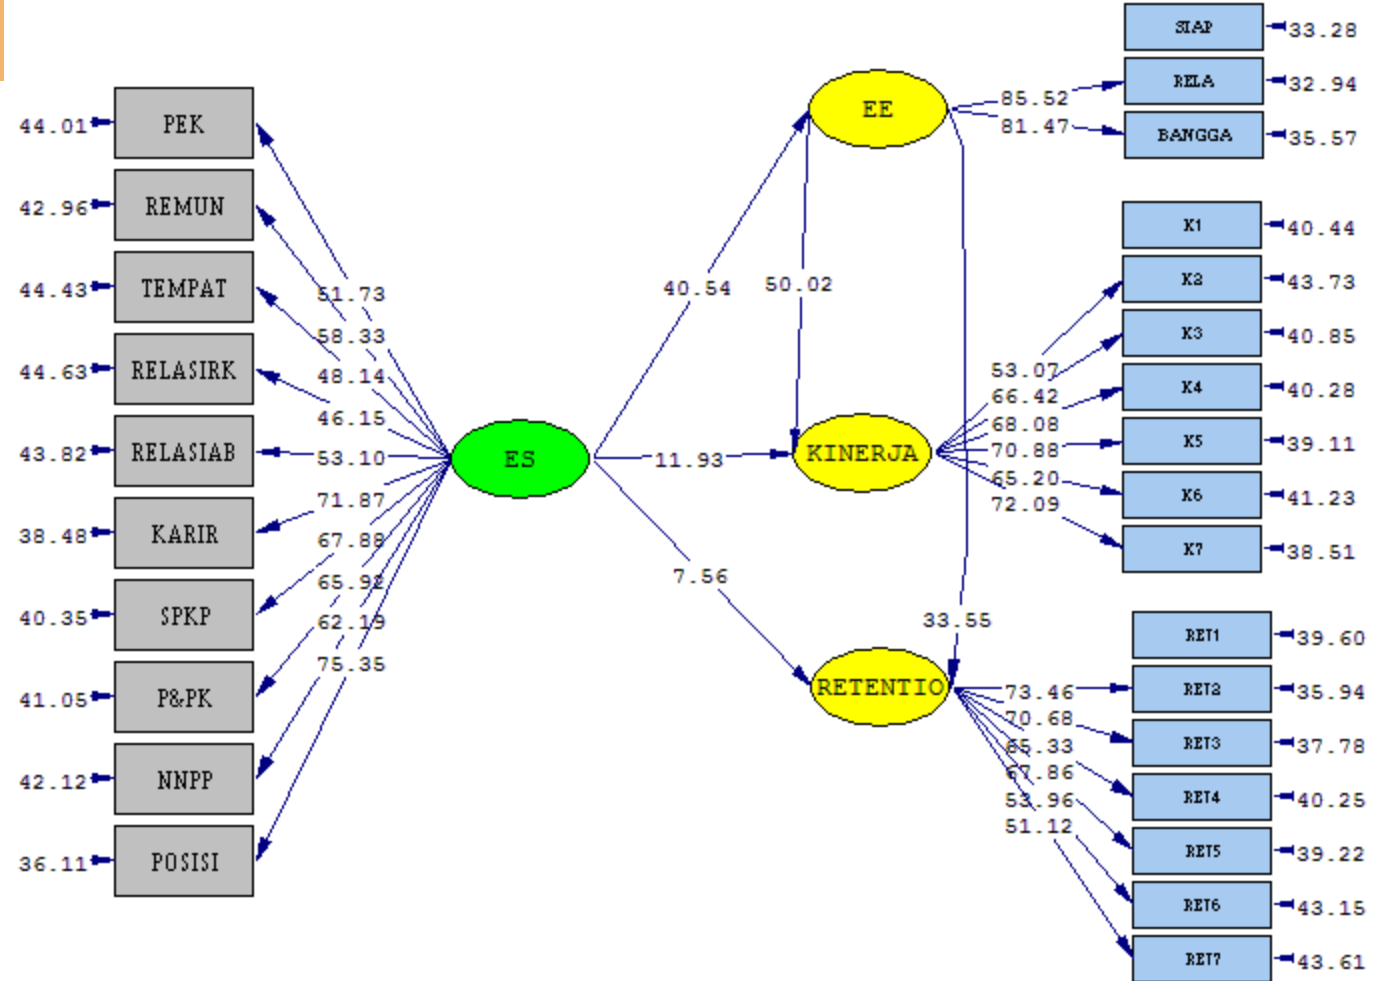 44.01 PEK
42.96 REMUN
44.43 TEMPAT
44.63 RELASIRK
43.82 RELASIAB
38.48 KARIR
40.35 SPKP
41.05 P&PK
42.12 NNPP
36.11 POSISI
51.73
58.33
48.14
46.15
53.10
71.87
67.88
65.92
62.19
75.35
ES
40.54
50.02
11.93
7.56
33.55
EE
KINERJA
RETENTIO
85.52
81.47
SIAP 33.28
RELA 32.94
BANGGA 35.57
53.07
66.42
68.08
70.88
65.20
72.09
K1 40.44
K2 43.73
K3 40.85
K4 40.28
K5 39.11
K6 41.23
K7 38.51
73.46
70.68
65.33
67.86
53.96
51.12
RET1 39.60
RET2 35.94
RET3 37.78
RET4 40.25
RET5 39.22
RET6 43.15
RET7 43.61